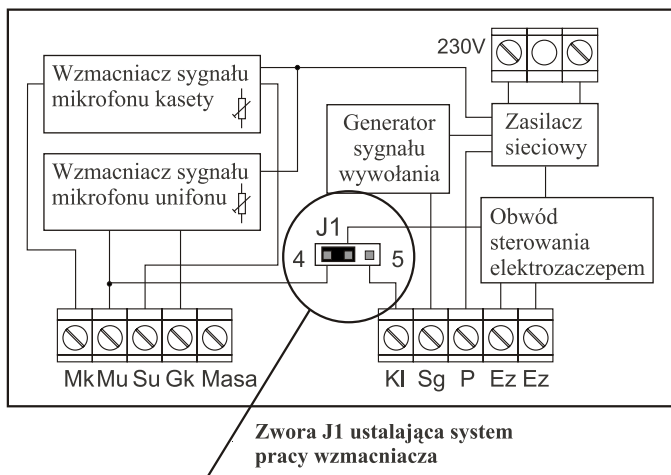 230V
Wzmacniacz sygnału
mikrofonu kasety
Generator
sygnału
wywołania
Zasilacz
sieciowy
Wzmacniacz sygnału
mikrofonu unifonu
J1
4
5
Obwód
sterowania
elektrozaczepem
Mk Mu Su Gk Masa
Kl Sg P Ez Ez
Zwora J1 ustalająca system
pracy wzmacniacza